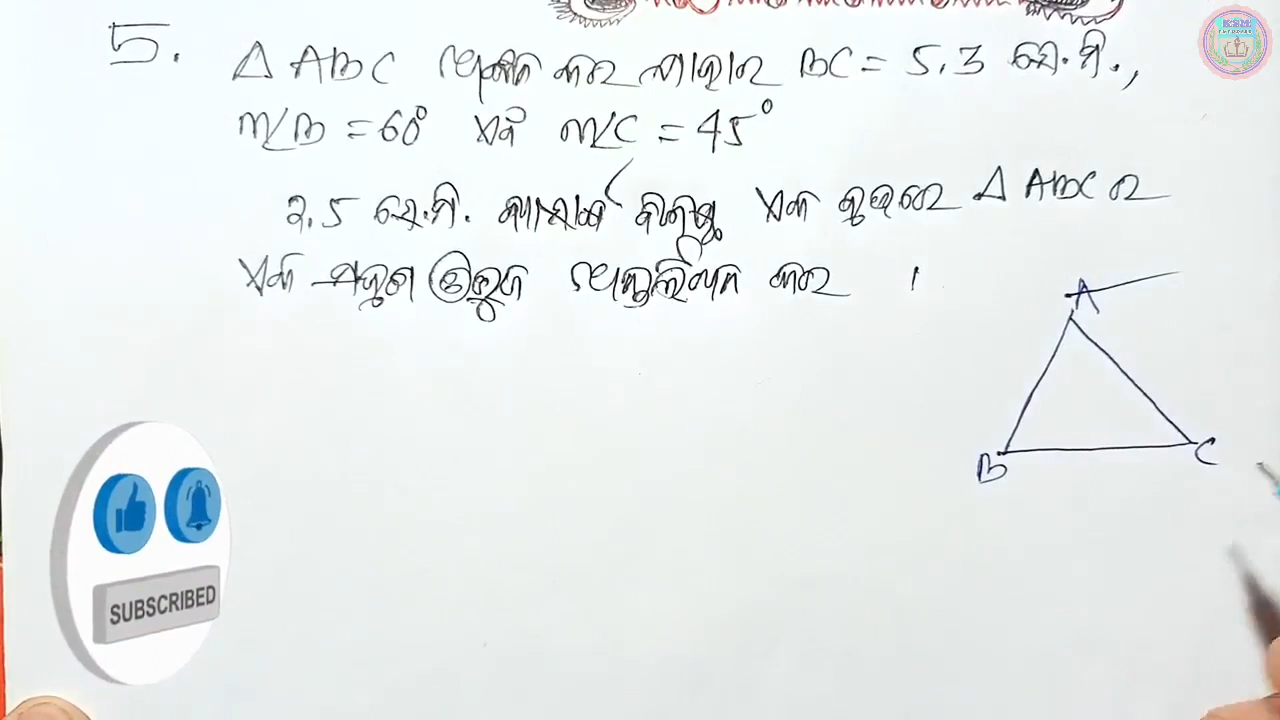 5. Δ ABC ଅଙ୍କନ କର ଯାହାର BC = 5.3 ସେ.ମି.,
m∠B = 60° ଏବଂ m∠C = 45°
2.5 ସେ.ମି. ବ୍ୟାସାର୍ଦ୍ଧ ବିଶିଷ୍ଟ ଏକ ବୃତ୍ତରେ Δ ABC ର
ଏକ ସଦୃଶ ତ୍ରିଭୁଜ ଅନ୍ତର୍ଲିଖନ କର ।
A
B
C
SUBSCRIBED
KSM